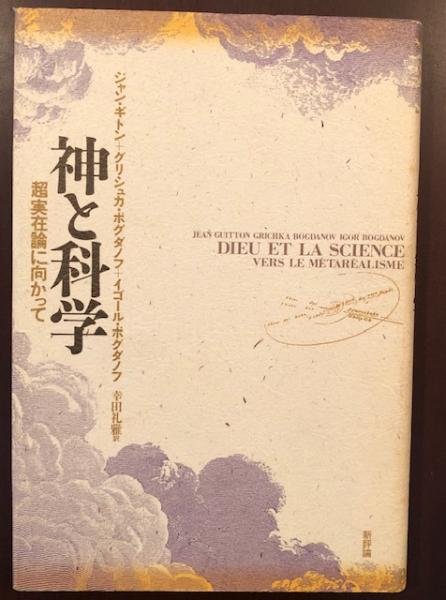 ジャン・ギトン+グリシュカ・ボグダノフ+イゴール・ボグダノフ
幸田礼雅 訳
神と科学
超実在論に向かって
JEAN GUITTON GRICHKA BOGDANOV IGOR BOGDANOV
DIEU ET LA SCIENCE
VERS LE MÉTARÉALISME
新評論